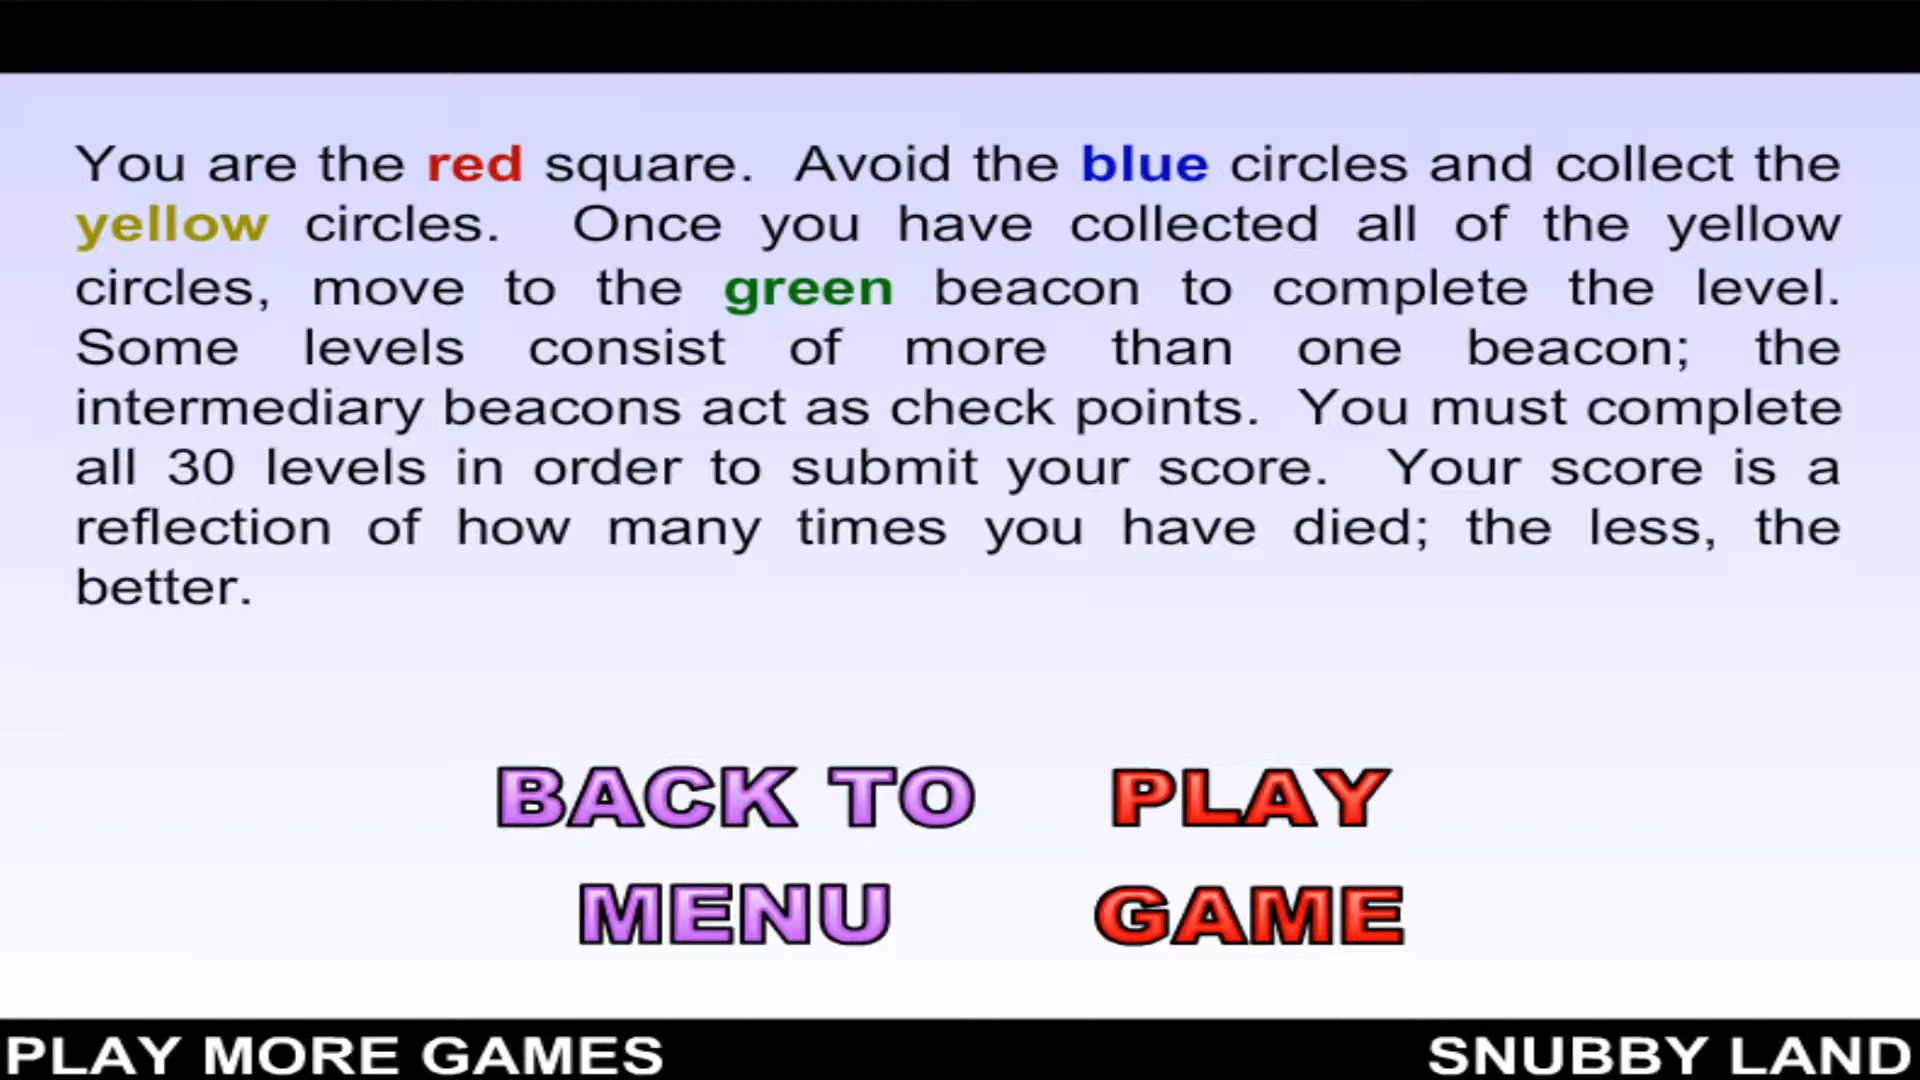 You are the red square. Avoid the blue circles and collect the
yellow circles. Once you have collected all of the yellow
circles, move to the green beacon to complete the level.
Some levels consist of more than one beacon; the
intermediary beacons act as check points. You must complete
all 30 levels in order to submit your score. Your score is a
reflection of how many times you have died; the less, the
better.
BACK TO
MENU
PLAY
GAME
PLAY MORE GAMES
SNUBBY LAND